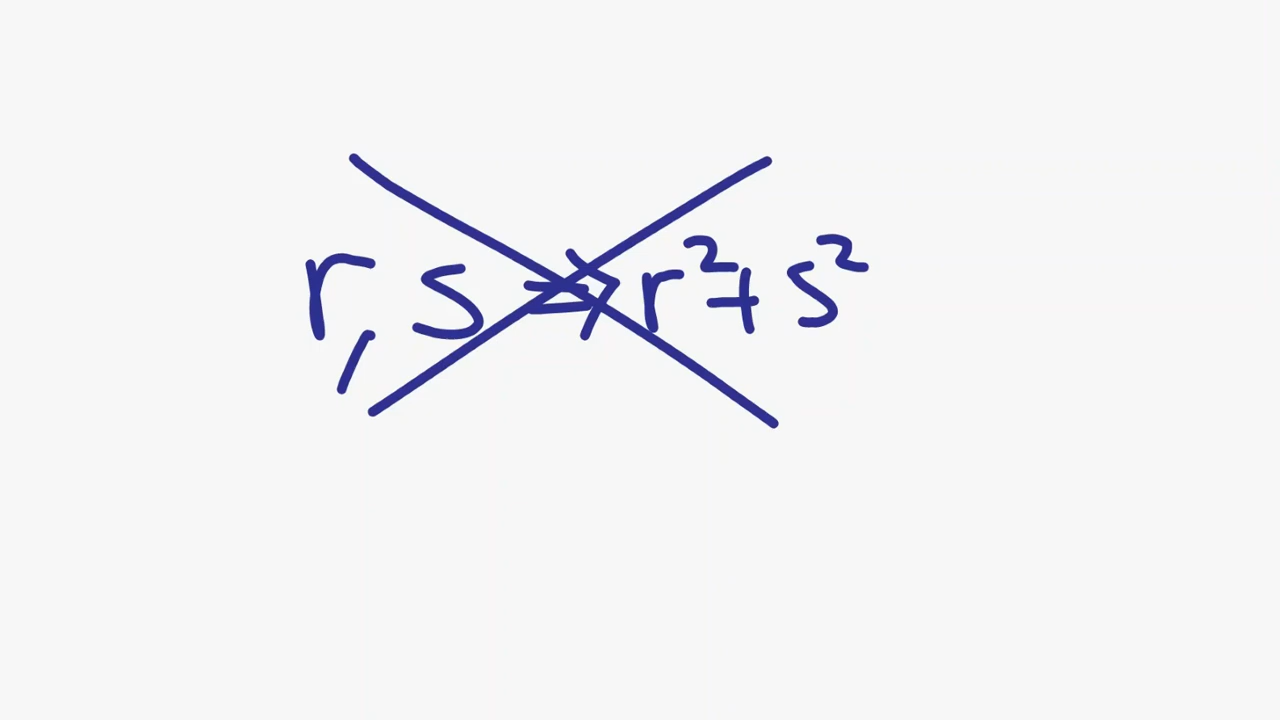 r, s ⇒ r² + s²